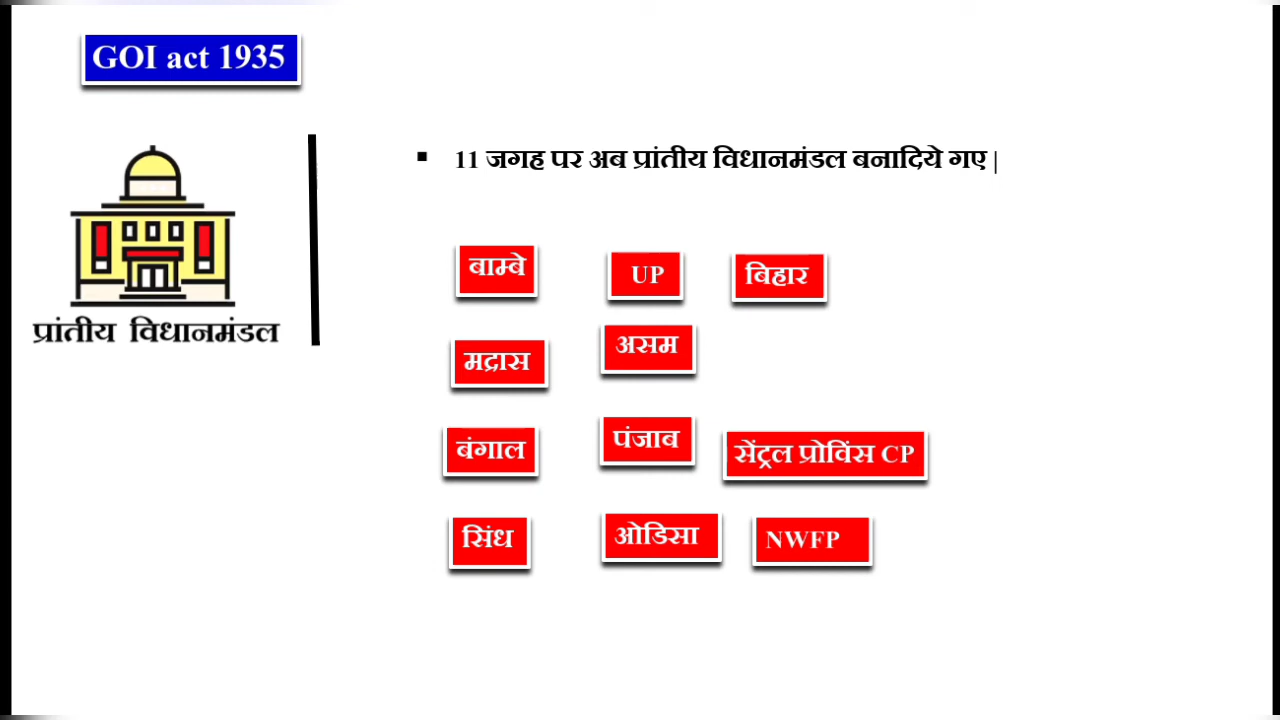 GOI act 1935
प्रांतीय विधानमंडल
▪ 11 जगह पर अब प्रांतीय विधानमंडल बनादिये गए |
बाम्बे UP बिहार
मद्रास असम
बंगाल पंजाब सेंट्रल प्रोविंस CP
सिंध ओडिसा NWFP